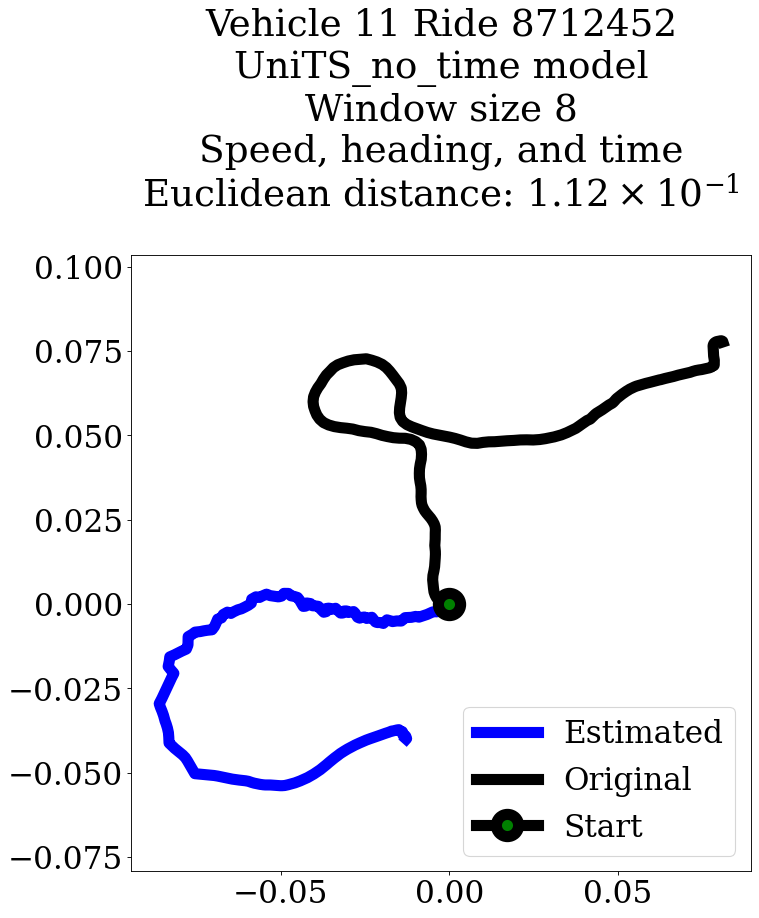 Vehicle 11 Ride 8712452
UniTS_no_time model
Window size 8
Speed, heading, and time
Euclidean distance: 1.12 × 10⁻¹
0.100
0.075
0.050
0.025
0.000
−0.025
−0.050
−0.075
−0.05 0.00 0.05
Estimated
Original
Start